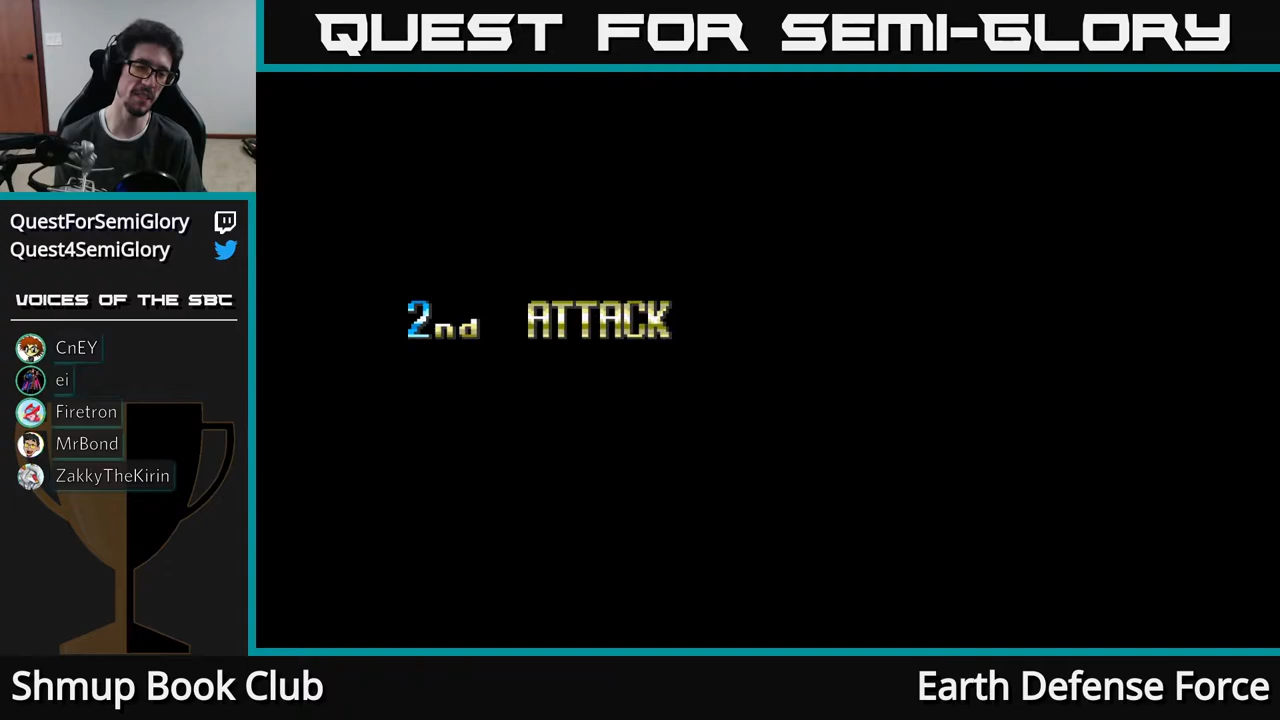 QUEST FOR SEMI-GLORY
QuestForSemiGlory
Quest4SemiGlory
VOICES OF THE SBC
CnEY
ei
Firetron
MrBond
ZakkyTheKirin
2nd ATTACK
Shmup Book Club
Earth Defense Force